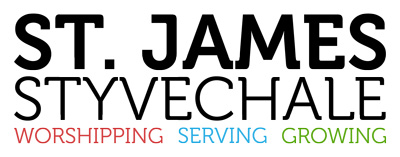 ST. JAMES
STYVECHALE
WORSHIPPING SERVING GROWING